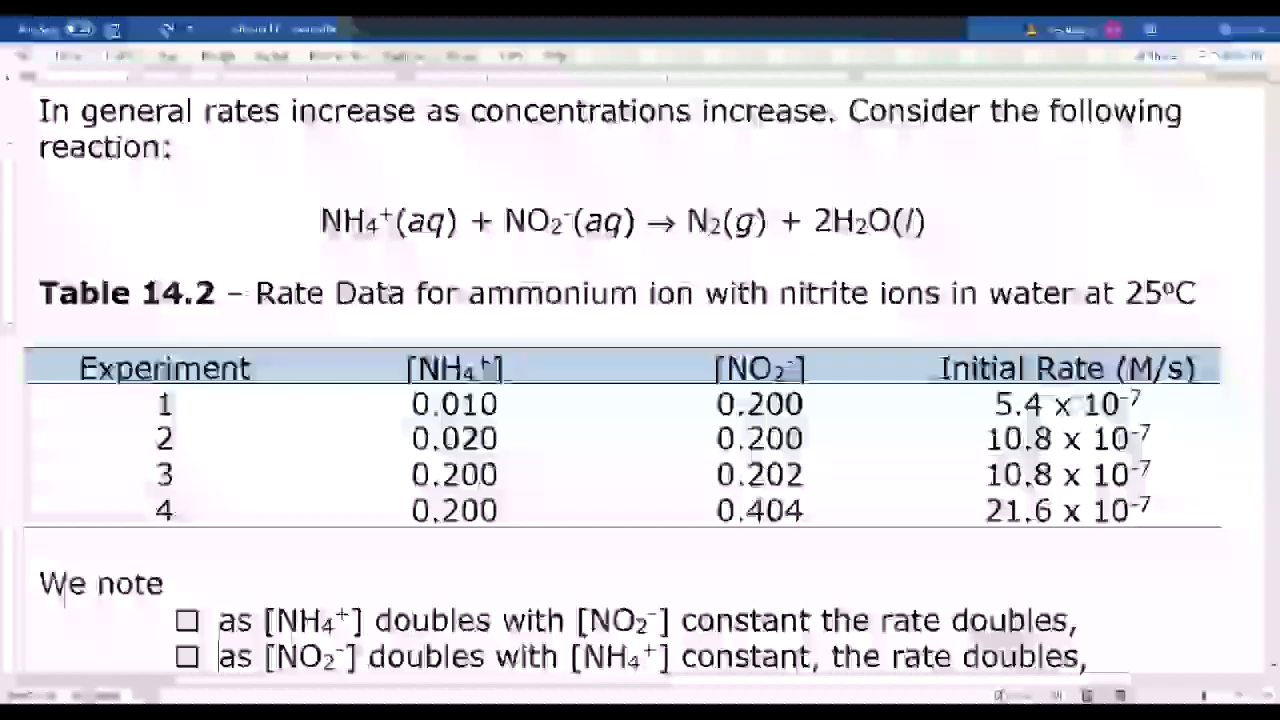 In general rates increase as concentrations increase. Consider the following
reaction:
NH₄⁺(aq) + NO₂⁻(aq) → N₂(g) + 2H₂O(l)
Table 14.2 – Rate Data for ammonium ion with nitrite ions in water at 25ºC
Experiment [NH₄⁺] [NO₂⁻] Initial Rate (M/s)
1 0.010 0.200 5.4 x 10⁻⁷
2 0.020 0.200 10.8 x 10⁻⁷
3 0.200 0.202 10.8 x 10⁻⁷
4 0.200 0.404 21.6 x 10⁻⁷
We note
☐ as [NH₄⁺] doubles with [NO₂⁻] constant the rate doubles,
☐ as [NO₂⁻] doubles with [NH₄⁺] constant, the rate doubles,